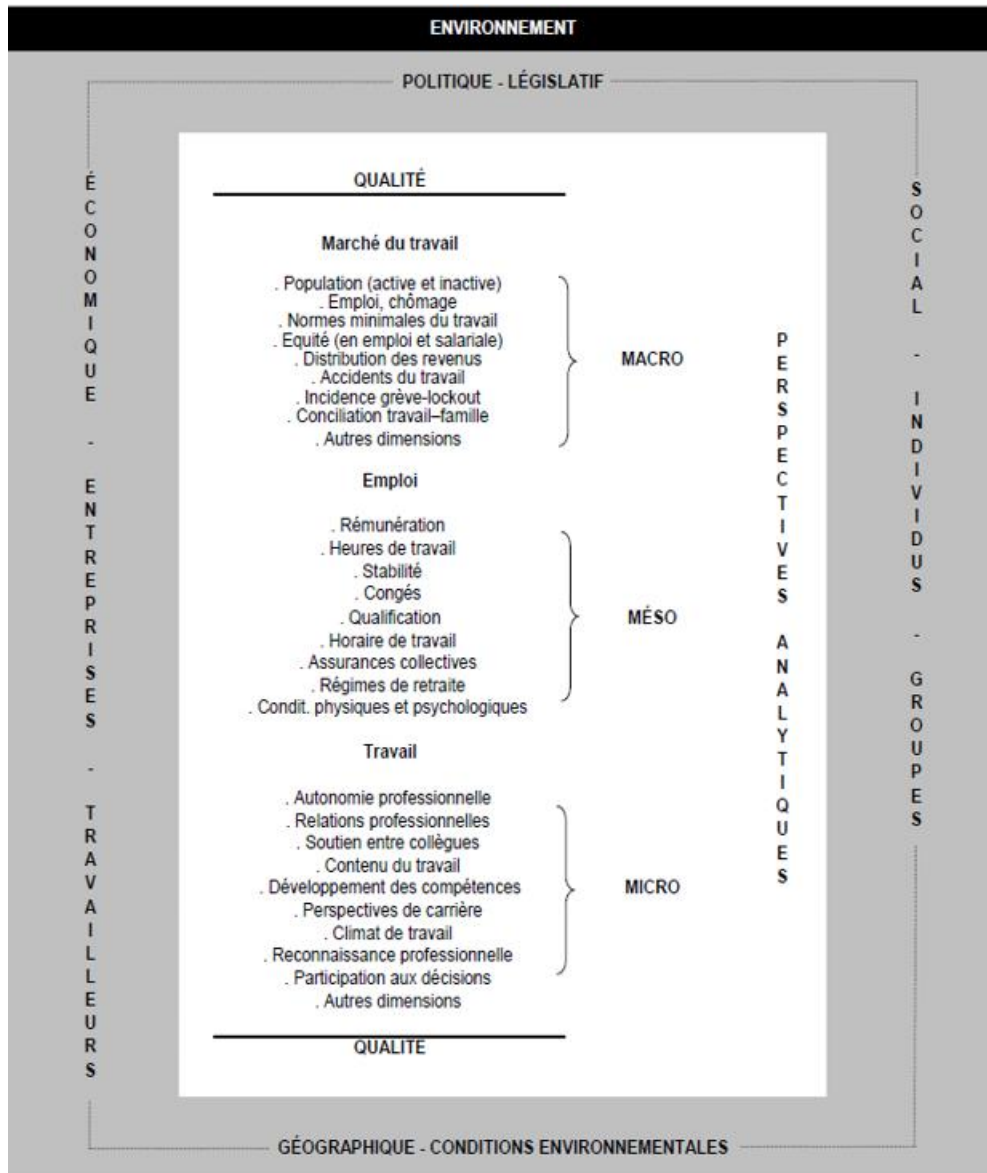 ENVIRONNEMENT
POLITIQUE - LÉGISLATIF
ÉCONOMIQUE - ENTREPRISES - TRAVAILLEURS
QUALITÉ
Marché du travail
. Population (active et inactive)
. Emploi, chômage
. Normes minimales du travail
. Equité (en emploi et salariale)
. Distribution des revenus
. Accidents du travail
. Incidence grève-lockout
. Conciliation travail–famille
. Autres dimensions
MACRO
Emploi
. Rémunération
. Heures de travail
. Stabilité
. Congés
. Qualification
. Horaire de travail
. Assurances collectives
. Régimes de retraite
. Condit. physiques et psychologiques
MÉSO
Travail
. Autonomie professionnelle
. Relations professionnelles
. Soutien entre collègues
. Contenu du travail
. Développement des compétences
. Perspectives de carrière
. Climat de travail
. Reconnaissance professionnelle
. Participation aux décisions
. Autres dimensions
MICRO
QUALITÉ
PERSPECTIVES ANALYTIQUES
SOCIAL - INDIVIDUS - GROUPES
GÉOGRAPHIQUE - CONDITIONS ENVIRONNEMENTALES